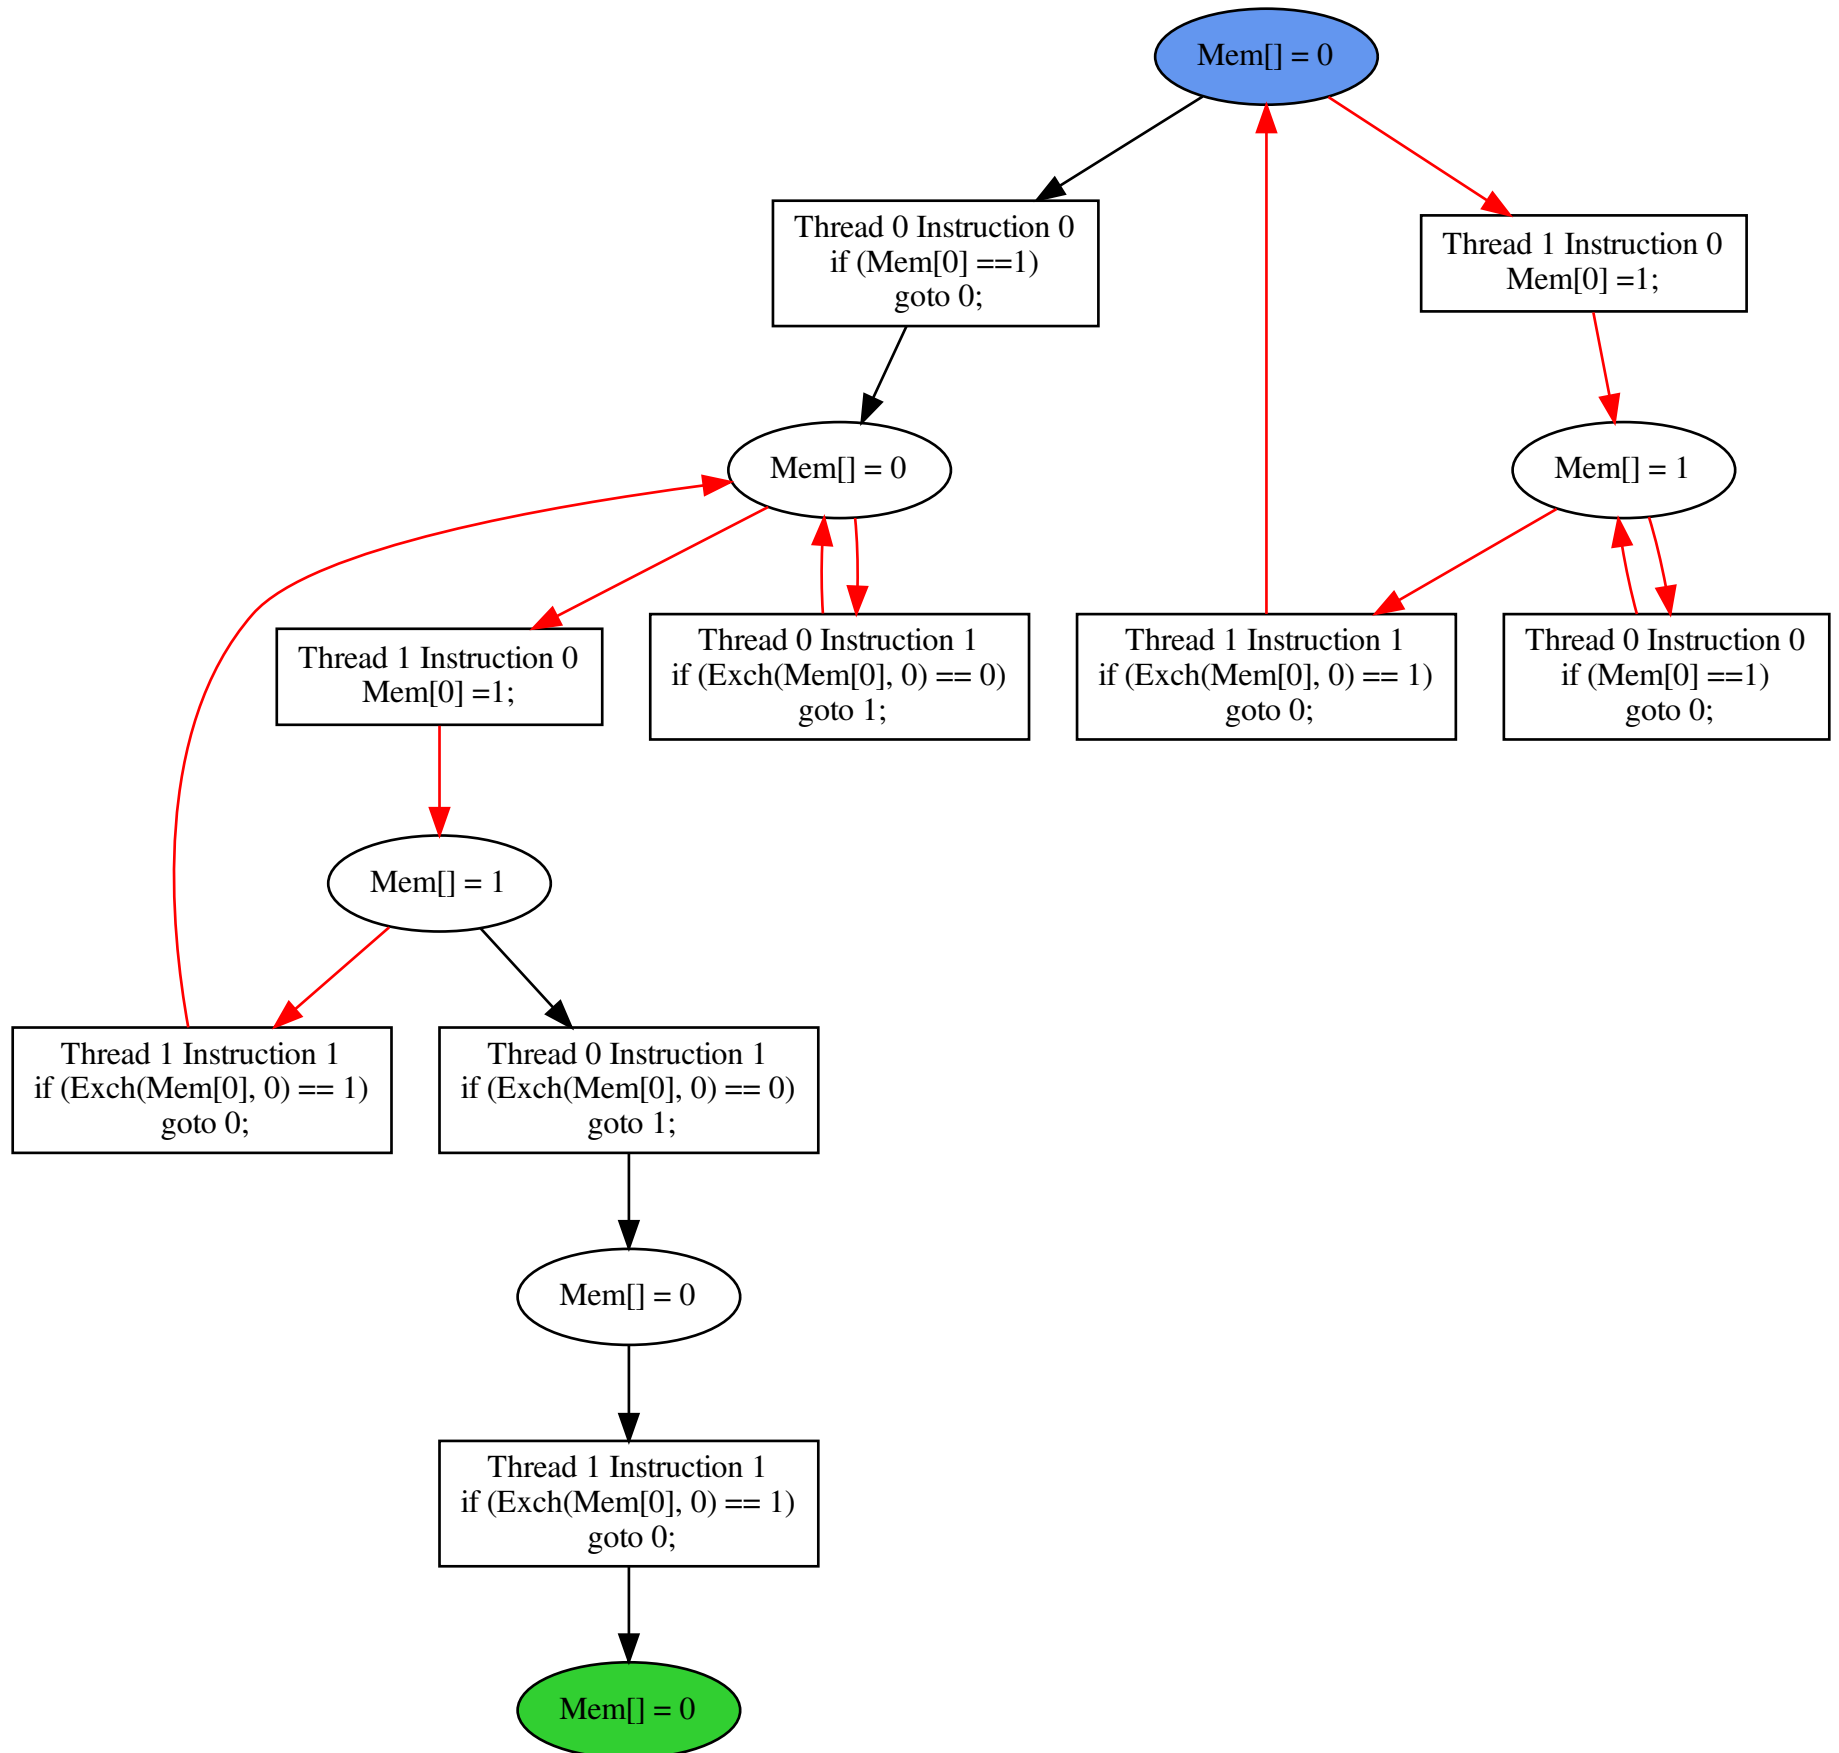 Mem[] = 0
Thread 0 Instruction 0
if (Mem[0] ==1)
goto 0;
Thread 1 Instruction 0
Mem[0] =1;
Mem[] = 0
Mem[] = 1
Thread 1 Instruction 0
Mem[0] =1;
Thread 0 Instruction 1
if (Exch(Mem[0], 0) == 0)
goto 1;
Thread 1 Instruction 1
if (Exch(Mem[0], 0) == 1)
goto 0;
Thread 0 Instruction 0
if (Mem[0] ==1)
goto 0;
Mem[] = 1
Thread 1 Instruction 1
if (Exch(Mem[0], 0) == 1)
goto 0;
Thread 0 Instruction 1
if (Exch(Mem[0], 0) == 0)
goto 1;
Mem[] = 0
Thread 1 Instruction 1
if (Exch(Mem[0], 0) == 1)
goto 0;
Mem[] = 0